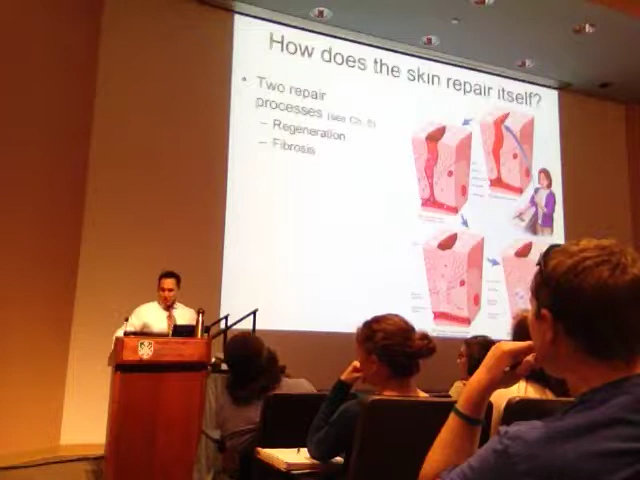 How does the skin repair itself?
• Two repair
processes (see Ch. 5)
– Regeneration
– Fibrosis